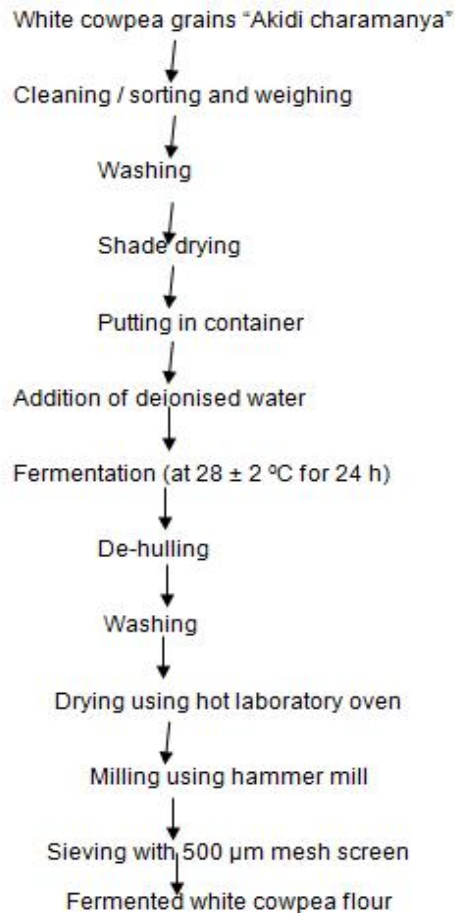 White cowpea grains “Akidi charamanya”
Cleaning / sorting and weighing
Washing
Shade drying
Putting in container
Addition of deionised water
Fermentation (at 28 ± 2 ºC for 24 h)
De-hulling
Washing
Drying using hot laboratory oven
Milling using hammer mill
Sieving with 500 µm mesh screen
Fermented white cowpea flour